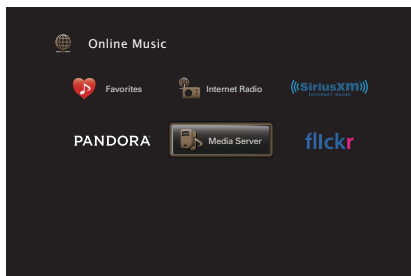 Online Music
Favorites
Internet Radio
((SiriusXM))
INTERNET RADIO
PANDORA
Media Server
flickr